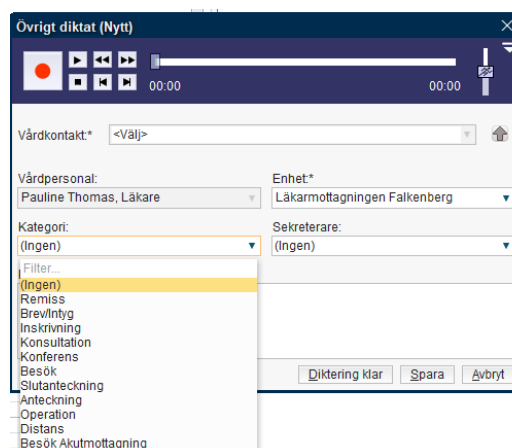 Övrigt diktat (Nytt)
00:00 00:00
Vårdkontakt:* <Välj>
Vårdpersonal: Enhet:*
Pauline Thomas, Läkare Läkarmottagningen Falkenberg
Kategori: Sekreterare:
(Ingen) (Ingen)
Filter...
(Ingen)
Remiss
Brev/Intyg
Inskrivning
Konsultation
Konferens
Besök
Slutanteckning
Anteckning
Operation
Distans
Besök Akutmottagning
Diktering klar Spara Avbryt